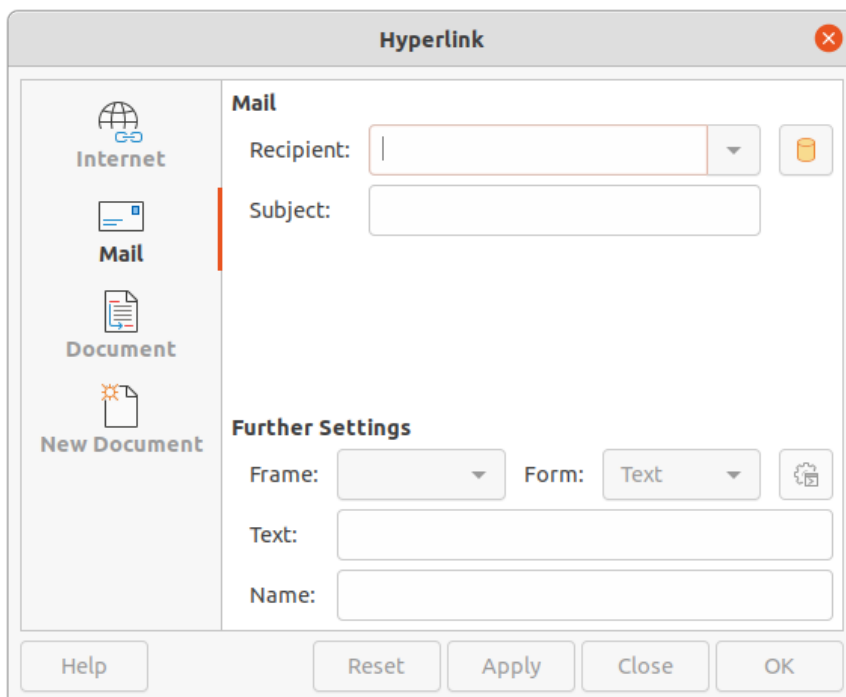 Hyperlink
Internet
Mail
Document
New Document
Mail
Recipient:
Subject:
Further Settings
Frame: Form: Text
Text:
Name:
Help Reset Apply Close OK